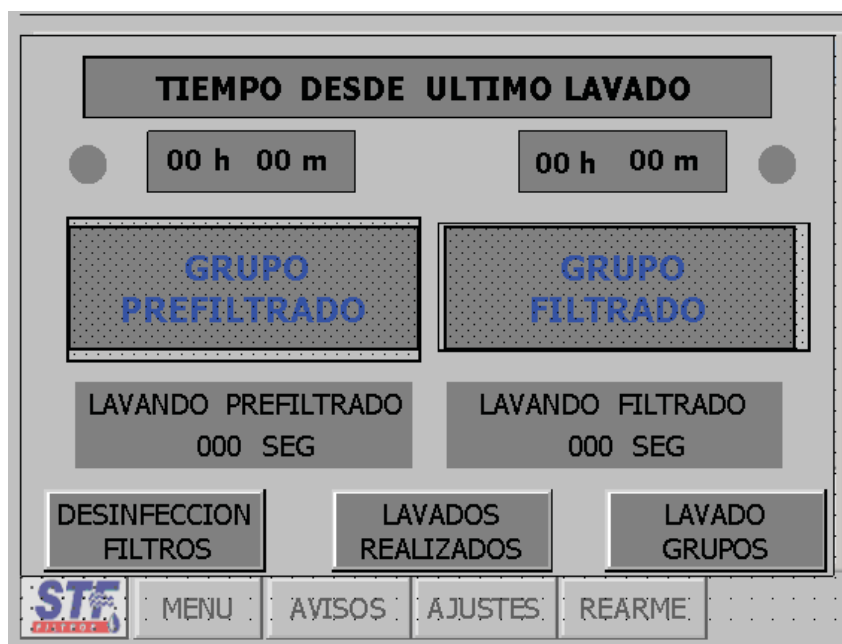 TIEMPO DESDE ULTIMO LAVADO
00 h 00 m
00 h 00 m
GRUPO
PREFILTRADO
GRUPO
FILTRADO
LAVANDO PREFILTRADO
000 SEG
LAVANDO FILTRADO
000 SEG
DESINFECCION
FILTROS
LAVADOS
REALIZADOS
LAVADO
GRUPOS
STF
FILTROS
MENU
AVISOS
AJUSTES
REARME